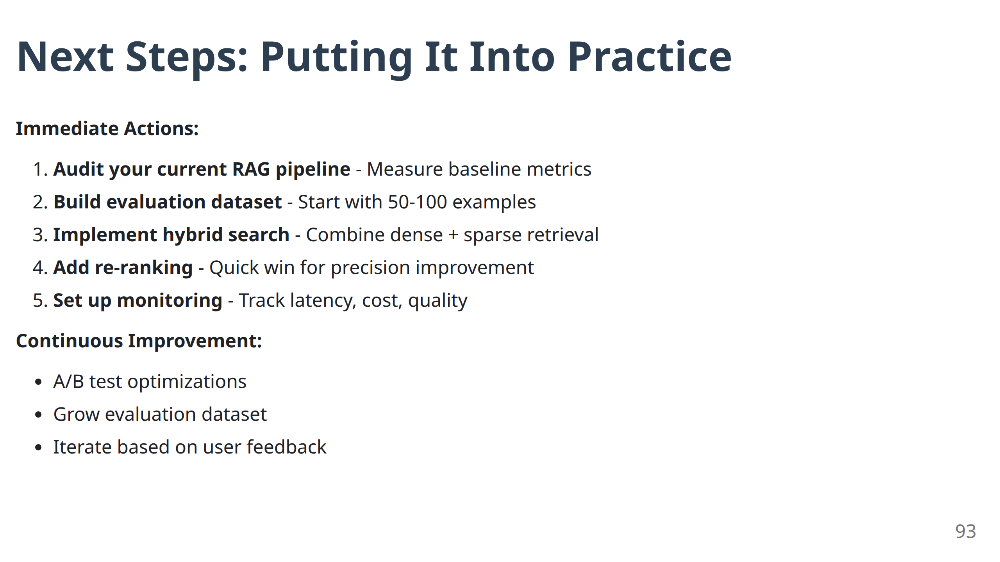 Next Steps: Putting It Into Practice
Immediate Actions:
1. Audit your current RAG pipeline - Measure baseline metrics
2. Build evaluation dataset - Start with 50-100 examples
3. Implement hybrid search - Combine dense + sparse retrieval
4. Add re-ranking - Quick win for precision improvement
5. Set up monitoring - Track latency, cost, quality
Continuous Improvement:
• A/B test optimizations
• Grow evaluation dataset
• Iterate based on user feedback
93